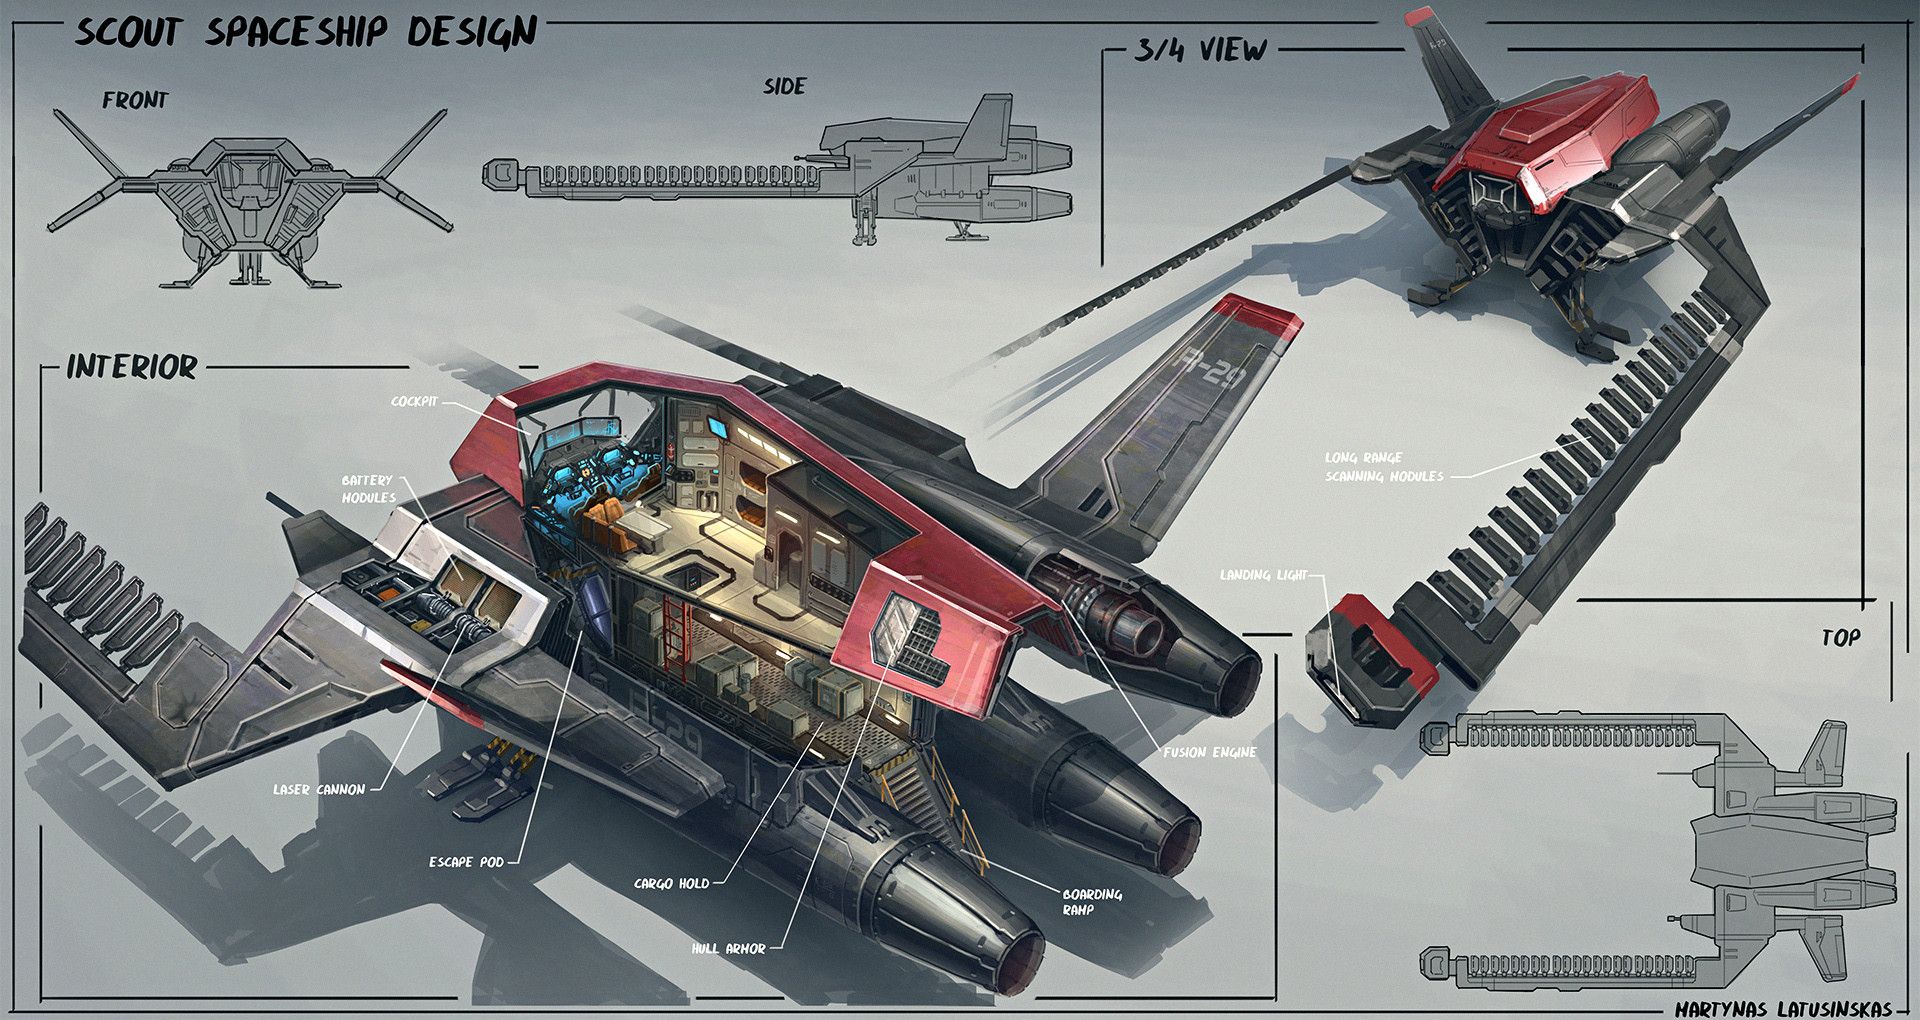 SCOUT SPACESHIP DESIGN
FRONT
SIDE
3/4 VIEW
INTERIOR
COCKPIT
BATTERY
MODULES
LASER CANNON
ESCAPE POD
CARGO HOLD
HULL ARMOR
BOARDING
RAMP
FUSION ENGINE
LANDING LIGHT
LONG RANGE
SCANNING MODULES
TOP
MARTYNAS LATUSINSKAS